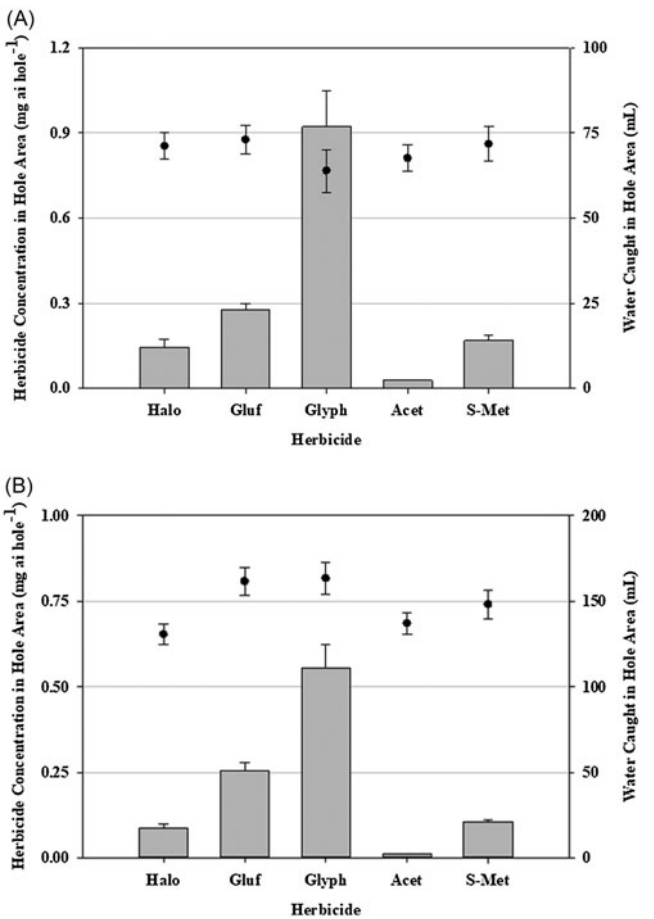 (A)
Herbicide Concentration in Hole Area (mg ai hole⁻¹)
1.2
0.9
0.6
0.3
0.0
100
75
50
25
0
Water Caught in Hole Area (mL)
Halo Gluf Glyph Acet S-Met
Herbicide
(B)
Herbicide Concentration in Hole Area (mg ai hole⁻¹)
1.00
0.75
0.50
0.25
0.00
200
150
100
50
0
Water Caught in Hole Area (mL)
Halo Gluf Glyph Acet S-Met
Herbicide